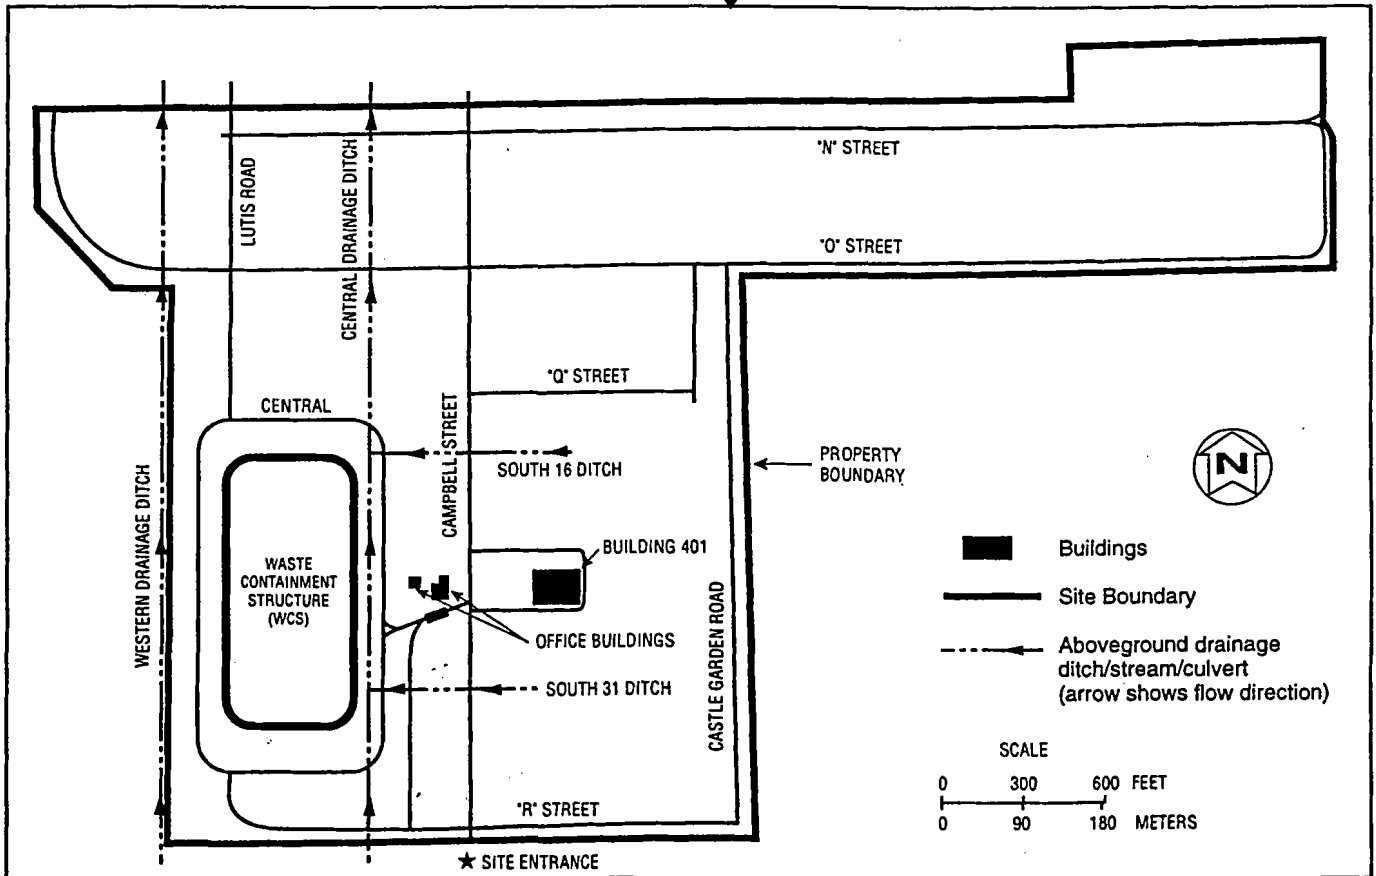 "N" STREET
LUTIS ROAD
CENTRAL DRAINAGE DITCH
"O" STREET
"Q" STREET
CENTRAL
CAMPBELL STREET
SOUTH 16 DITCH
PROPERTY
BOUNDARY
N
WESTERN DRAINAGE DITCH
WASTE
CONTAINMENT
STRUCTURE
(WCS)
BUILDING 401
OFFICE BUILDINGS
SOUTH 31 DITCH
CASTLE GARDEN ROAD
"R" STREET
★ SITE ENTRANCE
Buildings
Site Boundary
Aboveground drainage
ditch/stream/culvert
(arrow shows flow direction)
SCALE
0 300 600 FEET
0 90 180 METERS